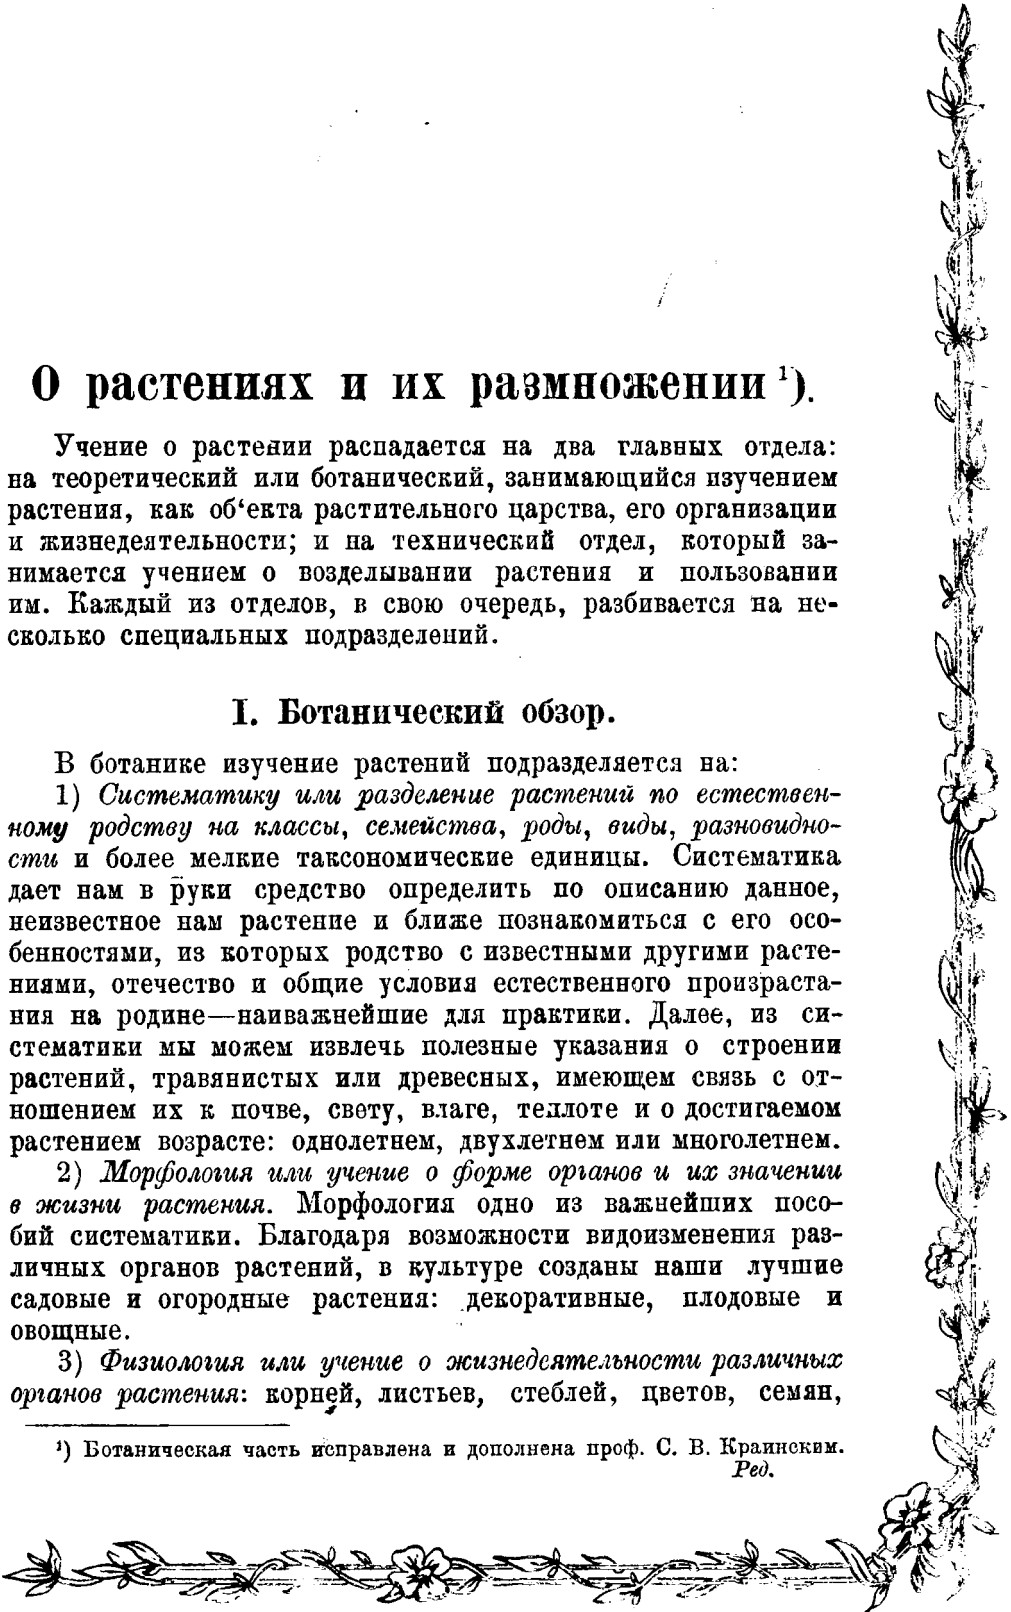 О растениях и их размножении ¹).
Учение о растении распадается на два главных отдела:
на теоретический или ботанический, занимающийся изучением
растения, как об‘екта растительного царства, его организации
и жизнедеятельности; и на технический отдел, который за-
нимается учением о возделывании растения и пользовании
им. Каждый из отделов, в свою очередь, разбивается на не-
сколько специальных подразделений.
I. Ботанический обзор.
В ботанике изучение растений подразделяется на:
1) Систематику или разделение растений по естествен-
ному родству на классы, семейства, роды, виды, разновидно-
сти и более мелкие таксономические единицы. Систематика
дает нам в руки средство определить по описанию данное,
неизвестное нам растение и ближе познакомиться с его осо-
бенностями, из которых родство с известными другими расте-
ниями, отечество и общие условия естественного произраста-
ния на родине—наиважнейшие для практики. Далее, из си-
стематики мы можем извлечь полезные указания о строении
растений, травянистых или древесных, имеющем связь с от-
ношением их к почве, свету, влаге, теплоте и о достигаемом
растением возрасте: однолетнем, двухлетнем или многолетнем.
2) Морфология или учение о форме органов и их значении
в жизни растения. Морфология одно из важнейших посо-
бий систематики. Благодаря возможности видоизменения раз-
личных органов растений, в культуре созданы наши лучшие
садовые и огородные растения: декоративные, плодовые и
овощные.
3) Физиология или учение о жизнедеятельности различных
органов растения: корней, листьев, стеблей, цветов, семян,
¹) Ботаническая часть исправлена и дополнена проф. С. В. Краинским.
Ред.